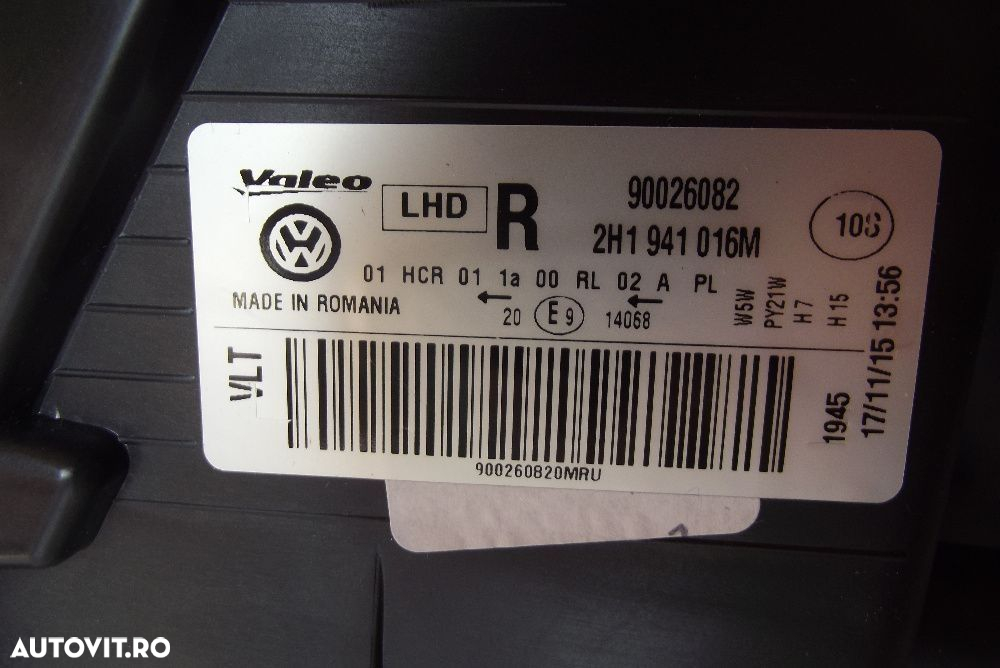 Valeo LHD R 90026082
2H1 941 016M
10S
01 HCR 01 1a 00 RL 02 A PL
MADE IN ROMANIA
20 E9 14068
W5W
PY21W
H7
H15
VLT
1945
17/11/15 13:56
900260820MRU
AUTOVIT.RO